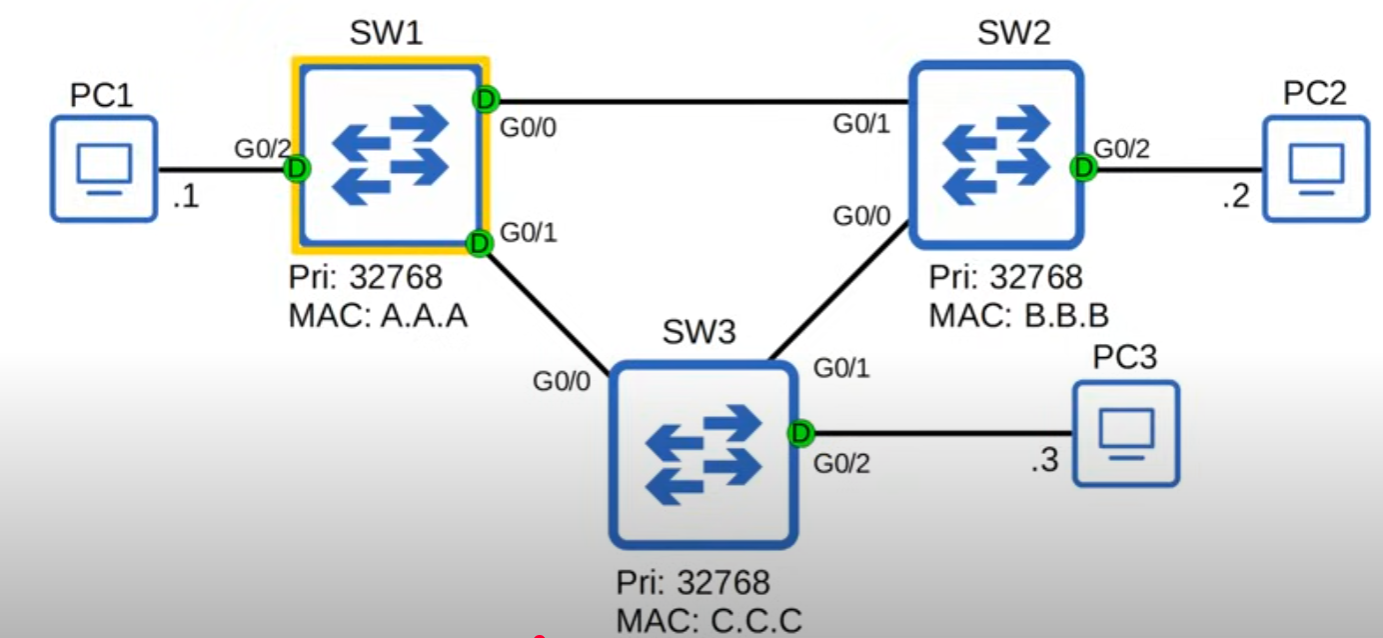 SW1
SW2
PC1
PC2
D
G0/0
G0/1
G0/2
D
D
G0/2
.1
.2
G0/0
D
G0/1
Pri: 32768
MAC: A.A.A
Pri: 32768
MAC: B.B.B
SW3
PC3
G0/0
G0/1
D
G0/2
.3
Pri: 32768
MAC: C.C.C